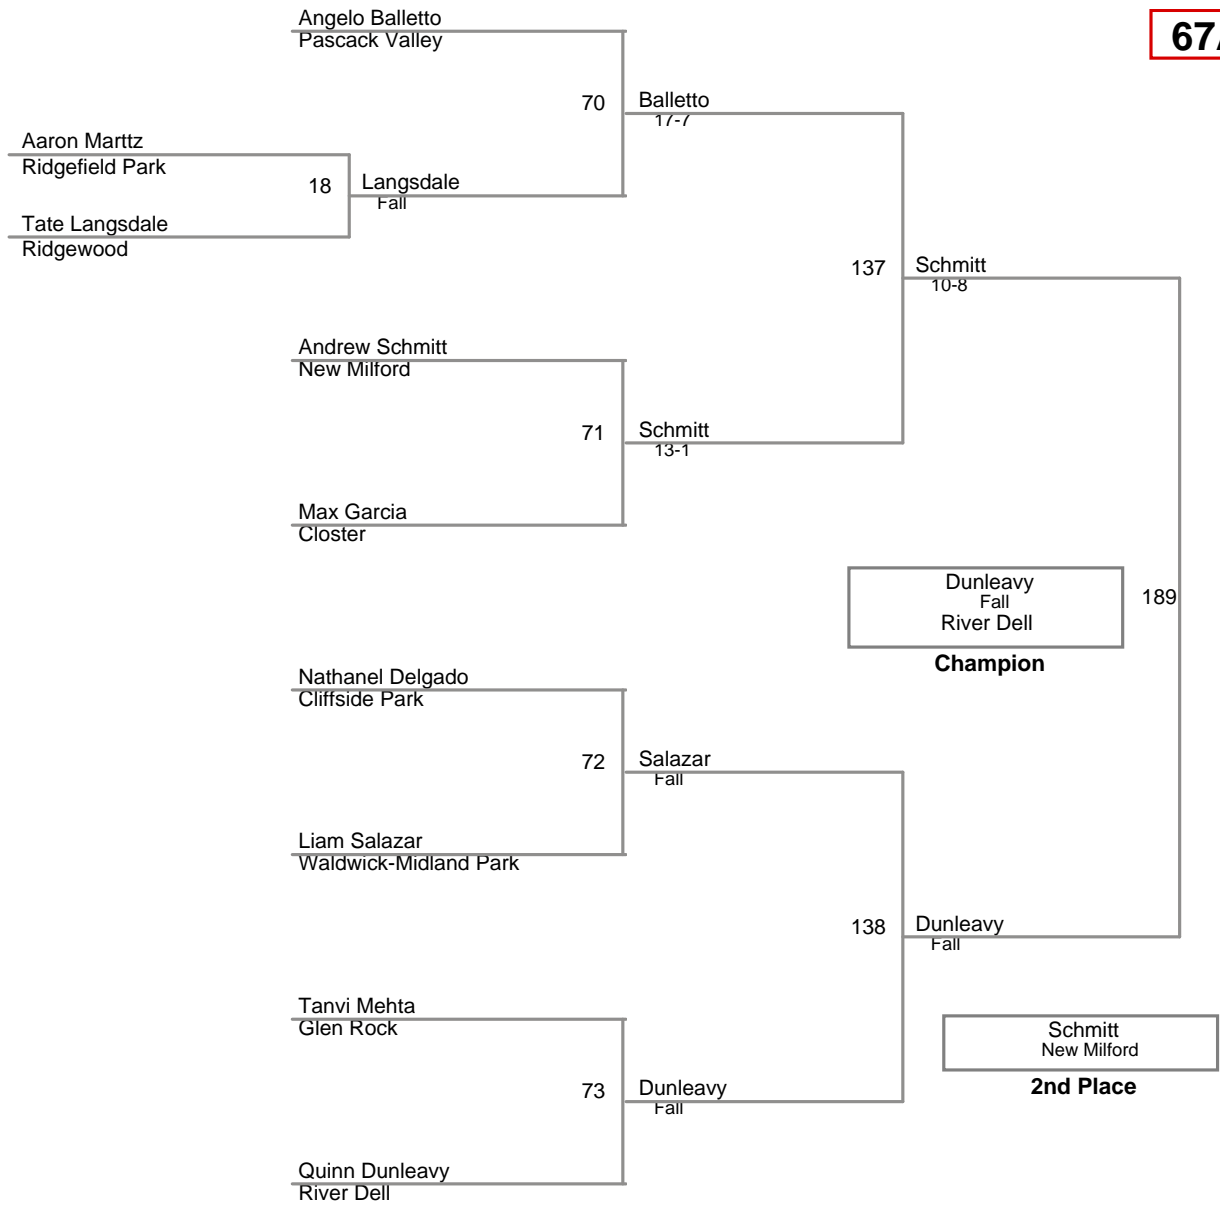 Angelo Balletto
Pascack Valley
67
70
Balletto
17-7
Aaron Marttz
Ridgefield Park
18
Langsdale
Fall
Tate Langsdale
Ridgewood
137
Schmitt
10-8
Andrew Schmitt
New Milford
71
Schmitt
13-1
Max Garcia
Closter
Dunleavy
Fall
River Dell
189
Champion
Nathanel Delgado
Cliffside Park
72
Salazar
Fall
Liam Salazar
Waldwick-Midland Park
138
Dunleavy
Fall
Tanvi Mehta
Glen Rock
Schmitt
New Milford
2nd Place
73
Dunleavy
Fall
Quinn Dunleavy
River Dell